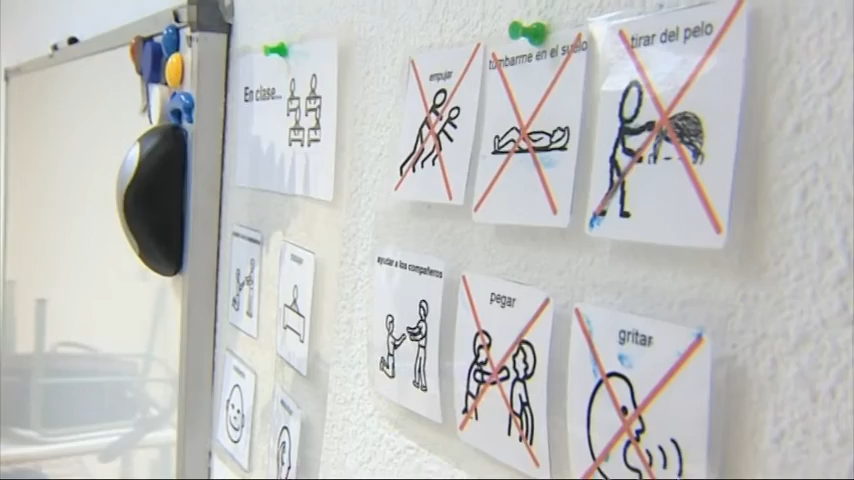 En clase...
empujar
tumbarme en el suelo
tirar del pelo
ayudar a los compañeros
pegar
gritar